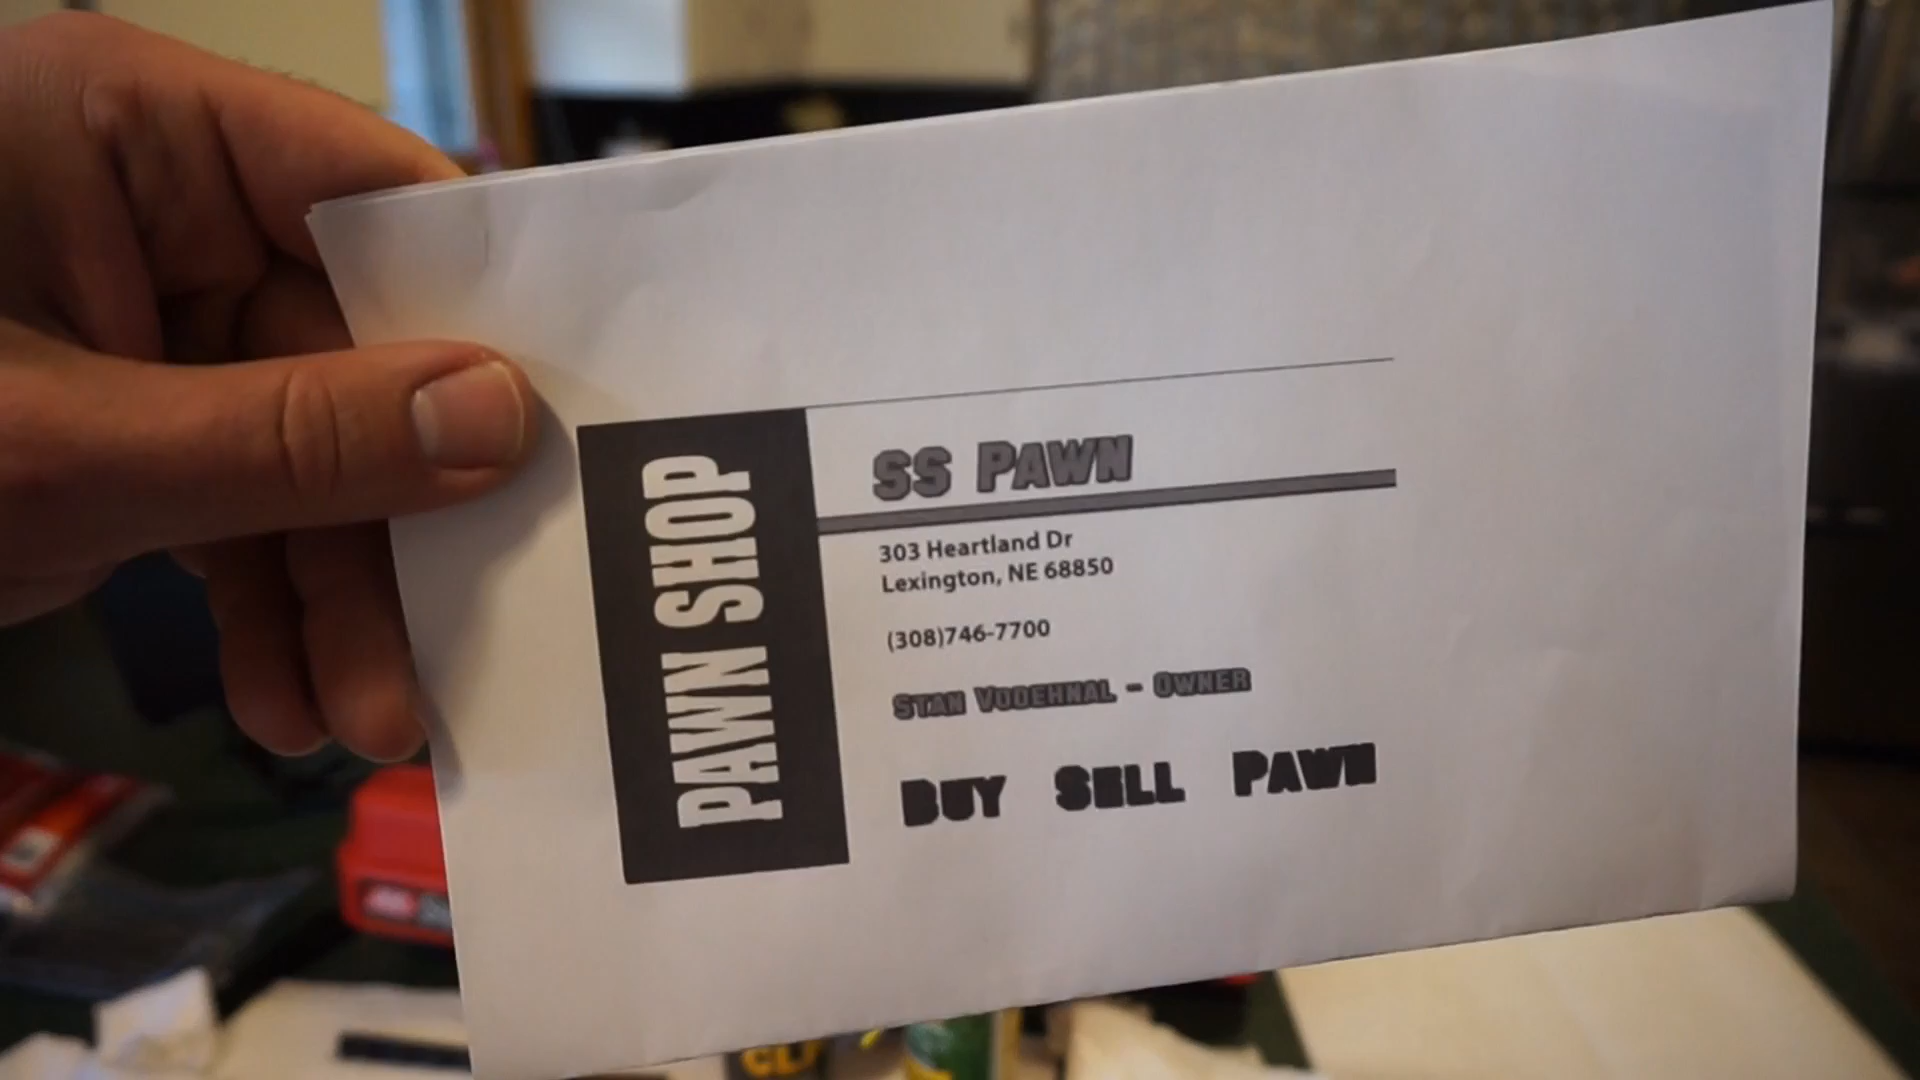 PAWN SHOP
SS PAWN
303 Heartland Dr
Lexington, NE 68850
(308)746-7700
STAN VODEHNAL - OWNER
BUY SELL PAWN